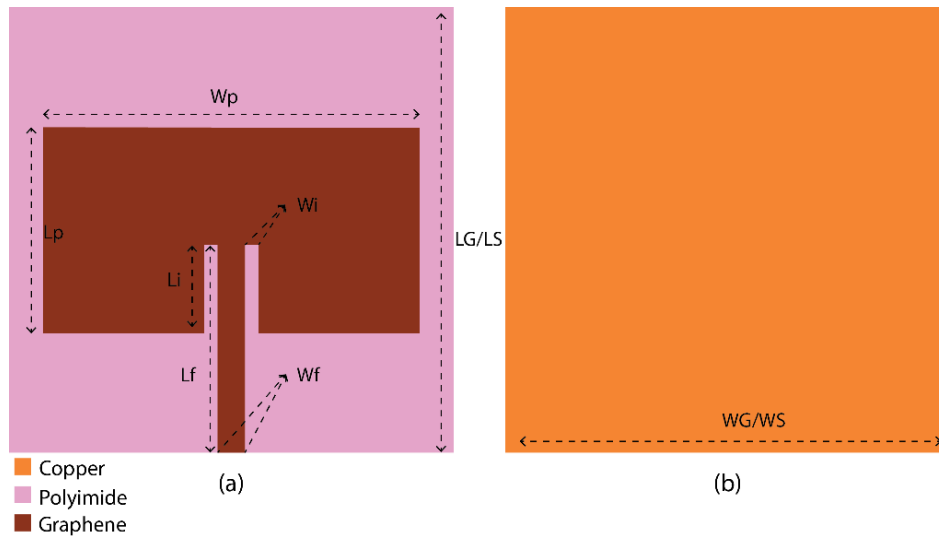 Wp
Wi
Lp
LG/LS
Li
Lf
Wf
WG/WS
Copper
(a)
(b)
Polyimide
Graphene